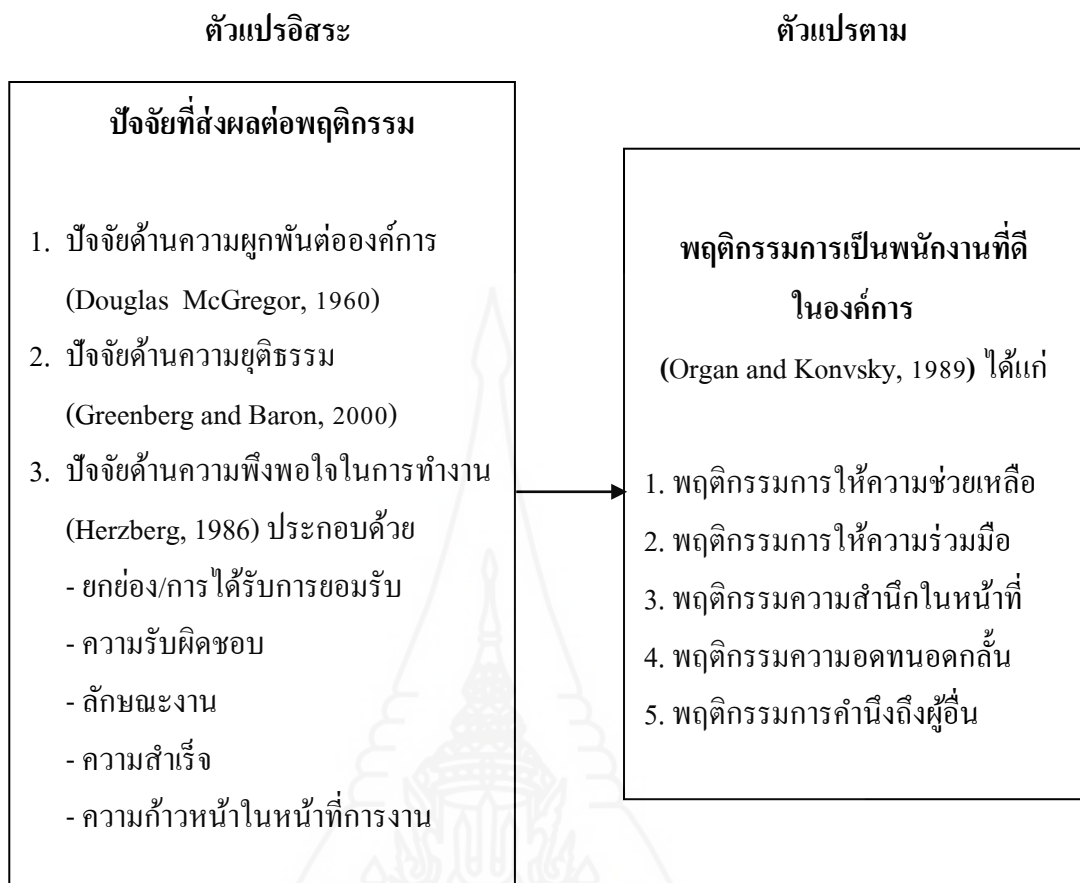 ตัวแปรอิสระ
ตัวแปรตาม
ปัจจัยที่ส่งผลต่อพฤติกรรม
1. ปัจจัยด้านความผูกพันต่อองค์การ
(Douglas McGregor, 1960)
2. ปัจจัยด้านความยุติธรรม
(Greenberg and Baron, 2000)
3. ปัจจัยด้านความพึงพอใจในการทำงาน
(Herzberg, 1986) ประกอบด้วย
- ยกย่อง/การได้รับการยอมรับ
- ความรับผิดชอบ
- ลักษณะงาน
- ความสำเร็จ
- ความก้าวหน้าในหน้าที่การงาน
พฤติกรรมการเป็นพนักงานที่ดี
ในองค์การ
(Organ and Konvsky, 1989) ได้แก่
1. พฤติกรรมการให้ความช่วยเหลือ
2. พฤติกรรมการให้ความร่วมมือ
3. พฤติกรรมความสำนึกในหน้าที่
4. พฤติกรรมความอดทนอดกลั้น
5. พฤติกรรมการคำนึงถึงผู้อื่น